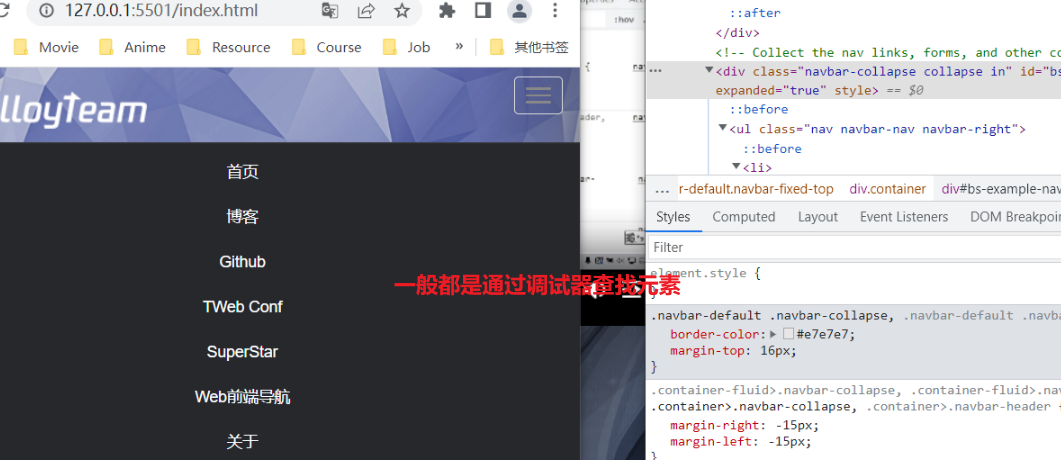 127.0.0.1:5501/index.html
Movie
Anime
Resource
Course
Job
»
其他书签
lloyteam
首页
博客
Github
TWeb Conf
SuperStar
Web前端导航
关于
一般都是通过调试器查找元素
:hov
{
::after
</div>
<!-- Collect the nav links, forms, and other co
<div class="navbar-collapse collapse in" id="bs
expanded="true" style> == $0
::before
<ul class="nav navbar-nav navbar-right">
::before
<li>
... r-default.navbar-fixed-top div.container div#bs-example-nav
Styles Computed Layout Event Listeners DOM Breakpoin
Filter
element.style {
}
.navbar-default .navbar-collapse, .navbar-default .navba
border-color: #e7e7e7;
margin-top: 16px;
}
.container-fluid>.navbar-collapse, .container-fluid>.nav
.container>.navbar-collapse, .container>.navbar-header {
margin-right: -15px;
margin-left: -15px;
}